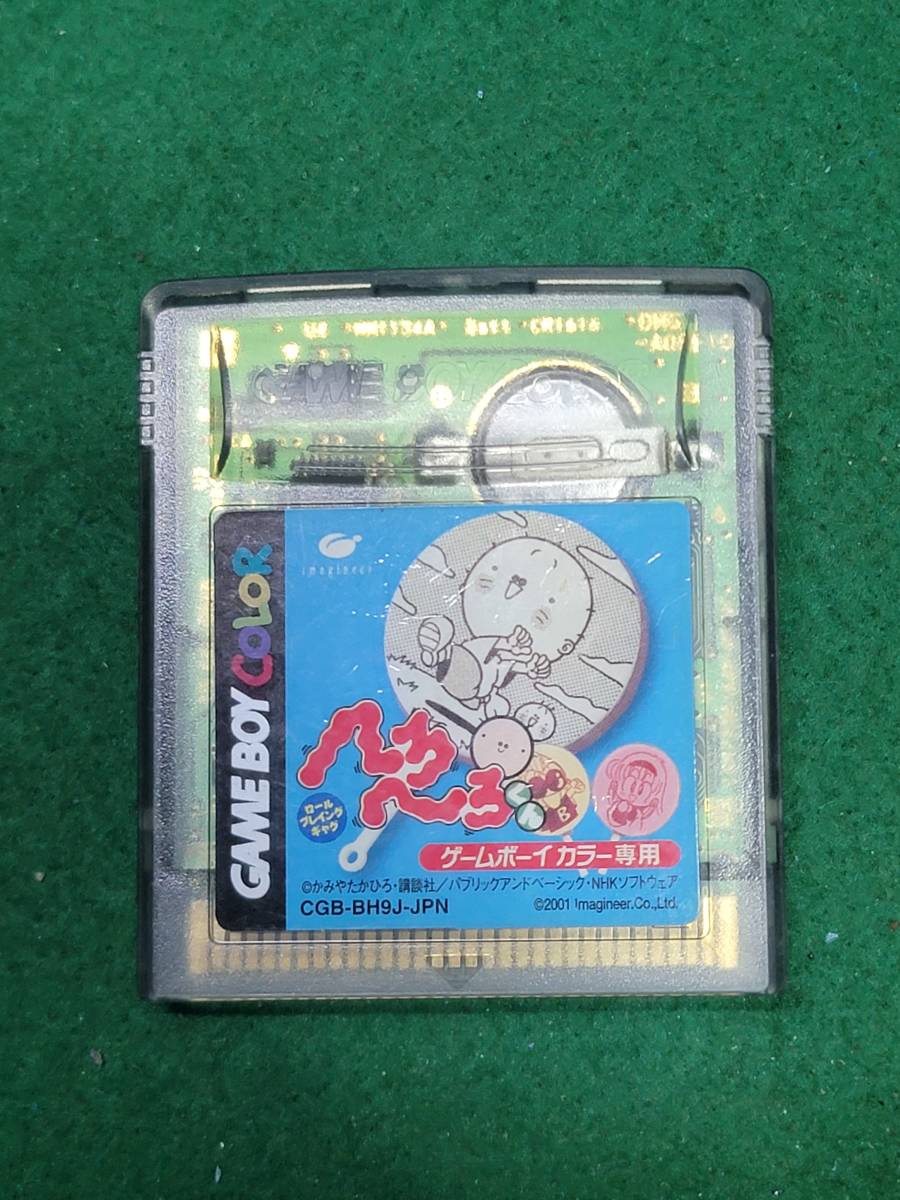 GAME BOY COLOR
imagineer
へろ
へろ
くん
ロール
プレイング
ギャグ
B
ゲームボーイ カラー専用
©かみやたかひろ・講談社／パブリックアンドベーシック・NHKソフトウェア
CGB-BH9J-JPN
©2001 Imagineer.Co.,Ltd.